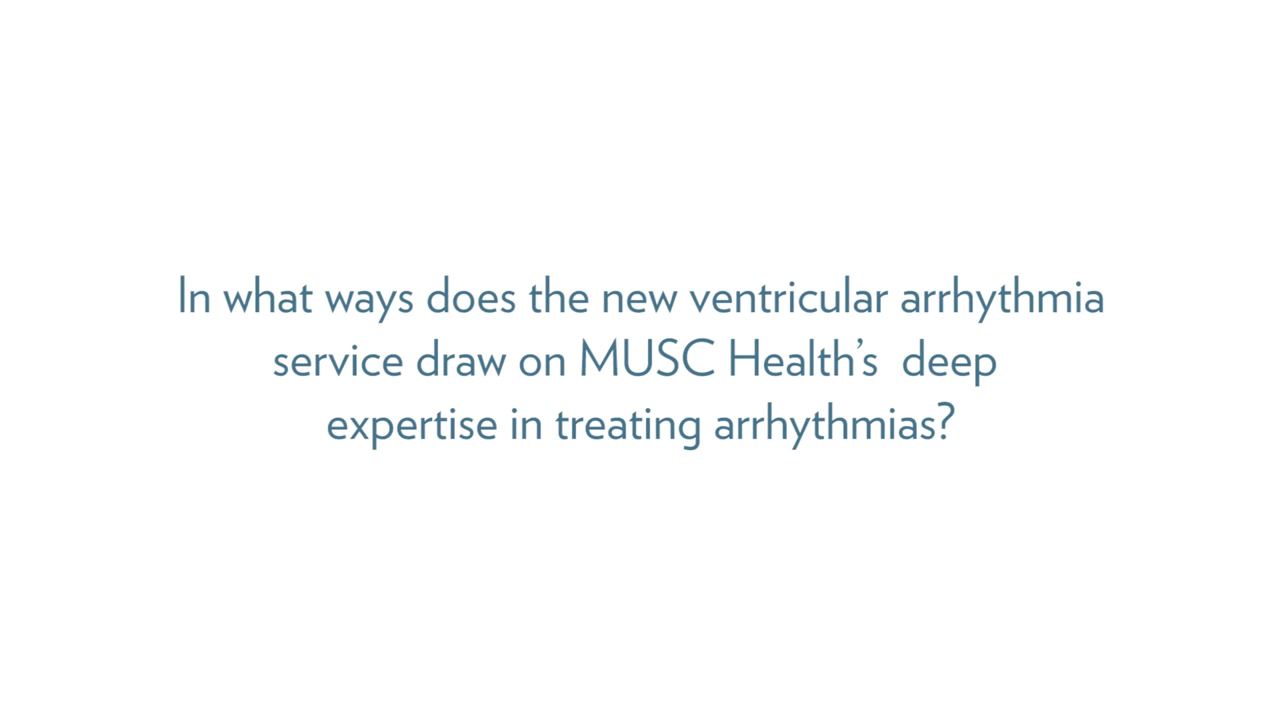 In what ways does the new ventricular arrhythmia
service draw on MUSC Health’s  deep
expertise in treating arrhythmias?